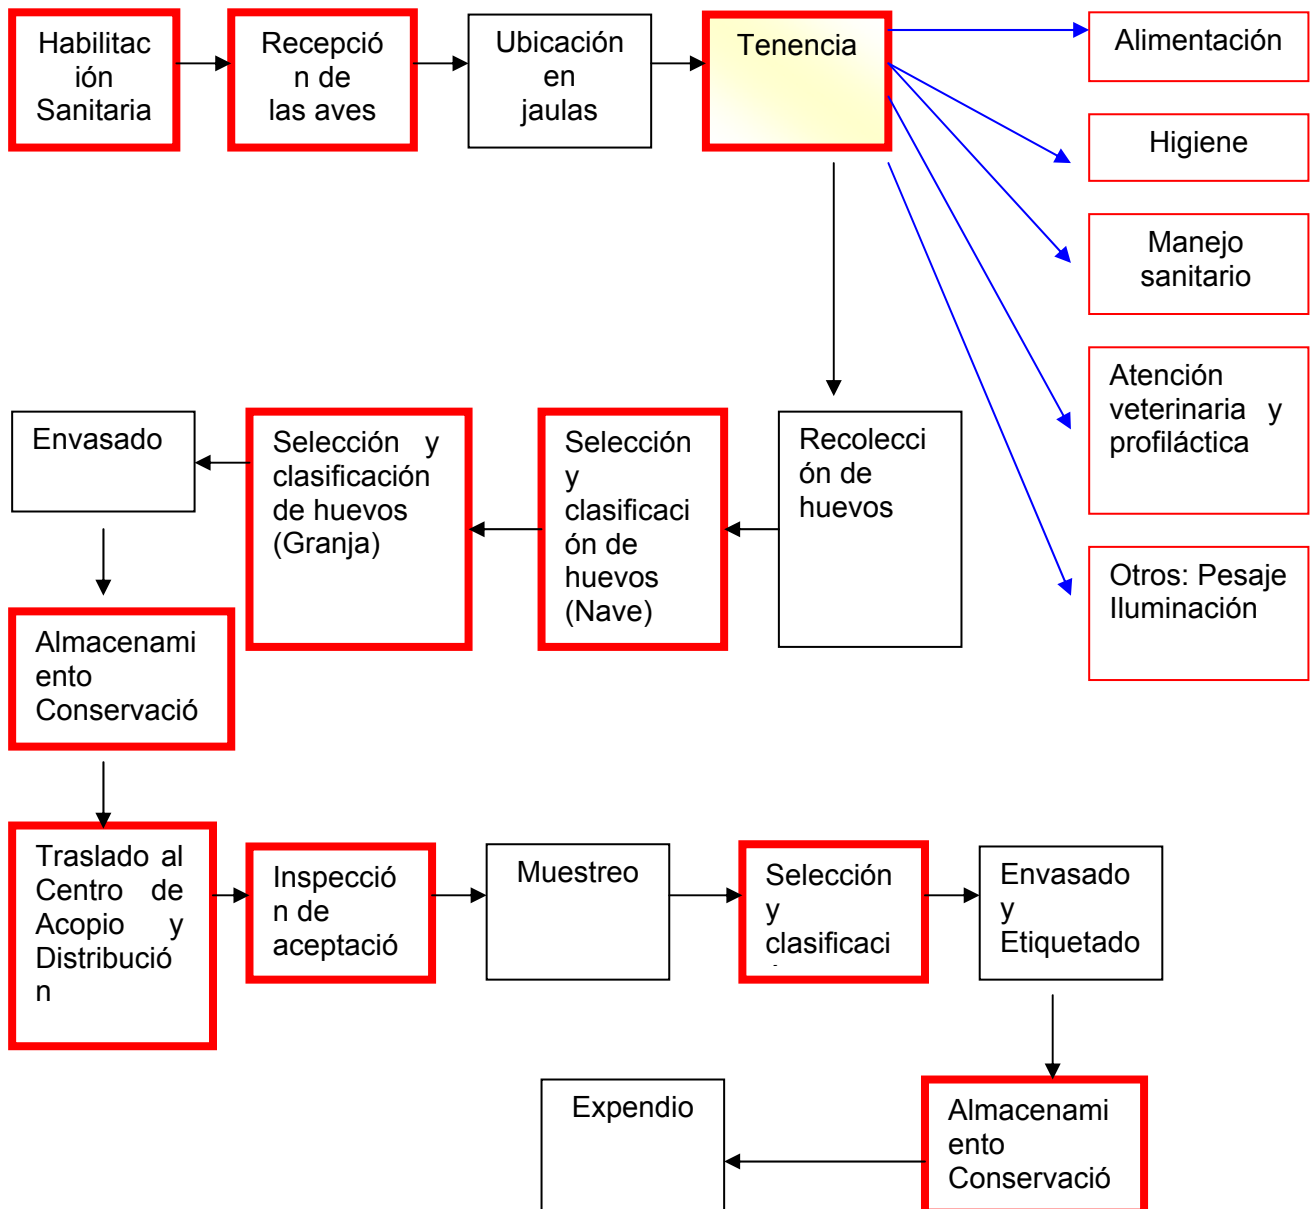 Habilitac
ión
Sanitaria
Recepció
n de
las aves
Ubicación
en
jaulas
Tenencia
Alimentación
Higiene
Manejo
sanitario
Atención
veterinaria y
profiláctica
Otros: Pesaje
Iluminación
Recolecci
ón de
huevos
Selección
y
clasificaci
ón de
huevos
(Nave)
Selección y
clasificación
de huevos
(Granja)
Envasado
Almacenami
ento
Conservació
Traslado al
Centro de
Acopio y
Distribució
n
Inspecció
n de
aceptació
Muestreo
Selección
y
clasificaci
Envasado
y
Etiquetado
Almacenami
ento
Conservació
Expendio